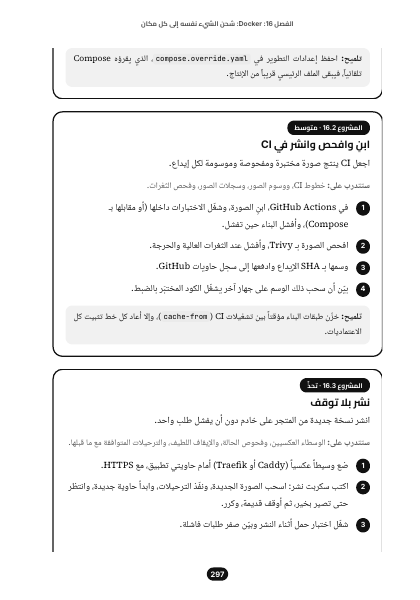 الفصل 16: Docker: شحن الشيء نفسه إلى كل مكان
تلميح: احفظ إعدادات التطوير في compose.override.yaml، الذي يقرؤه Compose
تلقائياً، فيبقى الملف الرئيسي قريباً من الإنتاج.
المشروع 16.2 · متوسط
ابنِ وافحص وانشر في CI
اجعل CI ينتج صورة مختبرة ومفحوصة وموسومة لكل إيداع.
ستتدرب على: خطوط CI، ووسوم الصور، وسجلات الصور، وفحص الثغرات.
1 في GitHub Actions، ابنِ الصورة، وشغّل الاختبارات داخلها (أو مقابلها بـ
Compose)، وأفشل البناء حين تفشل.
2 افحص الصورة بـ Trivy، وأفشل عند الثغرات العالية والحرجة.
3 وسمها بـ SHA الإيداع وادفعها إلى سجل حاويات GitHub.
4 بيّن أن سحب ذلك الوسم على جهاز آخر يشغّل الكود المختبَر بالضبط.
تلميح: خزّن طبقات البناء مؤقتاً بين تشغيلات CI (cache-from)، وإلا أعاد كل خط تثبيت كل
الاعتماديات.
المشروع 16.3 · تحدٍّ
نشر بلا توقف
انشر نسخة جديدة من المتجر على خادم دون أن يفشل طلب واحد.
ستتدرب على: الوسطاء العكسيين، وفحوص الحالة، والإيقاف اللطيف، والترحيلات المتوافقة مع ما قبلها.
1 ضع وسيطاً عكسياً (Caddy أو Traefik) أمام حاويتي تطبيق، مع HTTPS.
2 اكتب سكربت نشر: اسحب الصورة الجديدة، ونفّذ الترحيلات، وابدأ حاوية جديدة، وانتظر
حتى تصير بخير، ثم أوقف قديمة، وكرر.
3 شغّل اختبار حمل أثناء النشر وبيّن صفر طلبات فاشلة.
297